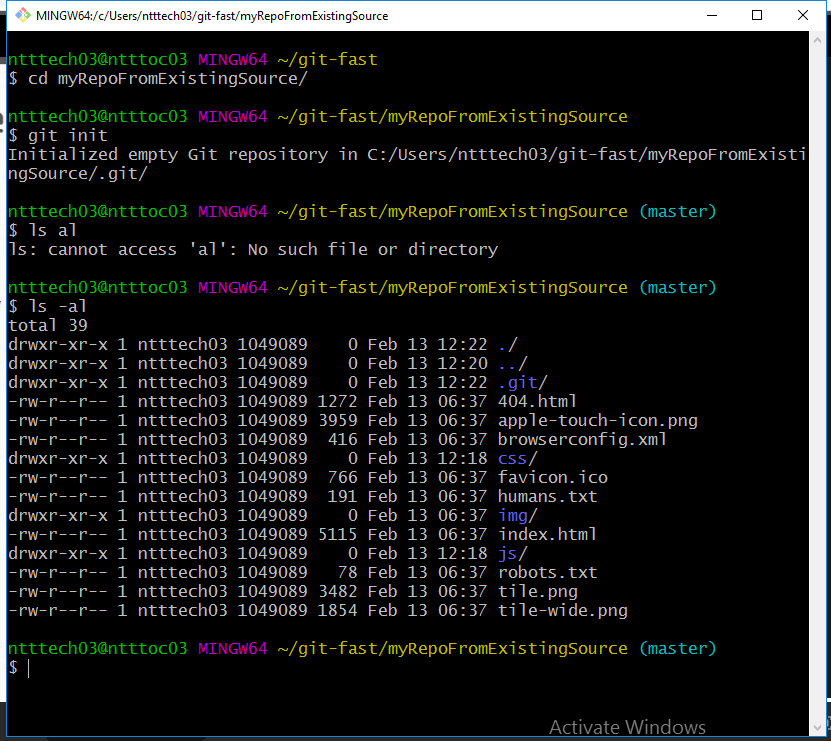 MINGW64:/c/Users/ntttech03/git-fast/myRepoFromExistingSource
ntttech03@ntttoc03 MINGW64 ~/git-fast
$ cd myRepoFromExistingSource/
ntttech03@ntttoc03 MINGW64 ~/git-fast/myRepoFromExistingSource
$ git init
Initialized empty Git repository in C:/Users/ntttech03/git-fast/myRepoFromExisti
ngSource/.git/
ntttech03@ntttoc03 MINGW64 ~/git-fast/myRepoFromExistingSource (master)
$ ls al
ls: cannot access 'al': No such file or directory
ntttech03@ntttoc03 MINGW64 ~/git-fast/myRepoFromExistingSource (master)
$ ls -al
total 39
drwxr-xr-x 1 ntttech03 1049089    0 Feb 13 12:22 ./
drwxr-xr-x 1 ntttech03 1049089    0 Feb 13 12:20 ../
drwxr-xr-x 1 ntttech03 1049089    0 Feb 13 12:22 .git/
-rw-r--r-- 1 ntttech03 1049089 1272 Feb 13 06:37 404.html
-rw-r--r-- 1 ntttech03 1049089 3959 Feb 13 06:37 apple-touch-icon.png
-rw-r--r-- 1 ntttech03 1049089  416 Feb 13 06:37 browserconfig.xml
drwxr-xr-x 1 ntttech03 1049089    0 Feb 13 12:18 css/
-rw-r--r-- 1 ntttech03 1049089  766 Feb 13 06:37 favicon.ico
-rw-r--r-- 1 ntttech03 1049089  191 Feb 13 06:37 humans.txt
drwxr-xr-x 1 ntttech03 1049089    0 Feb 13 06:37 img/
-rw-r--r-- 1 ntttech03 1049089 5115 Feb 13 06:37 index.html
drwxr-xr-x 1 ntttech03 1049089    0 Feb 13 12:18 js/
-rw-r--r-- 1 ntttech03 1049089   78 Feb 13 06:37 robots.txt
-rw-r--r-- 1 ntttech03 1049089 3482 Feb 13 06:37 tile.png
-rw-r--r-- 1 ntttech03 1049089 1854 Feb 13 06:37 tile-wide.png
ntttech03@ntttoc03 MINGW64 ~/git-fast/myRepoFromExistingSource (master)
$
Activate Windows